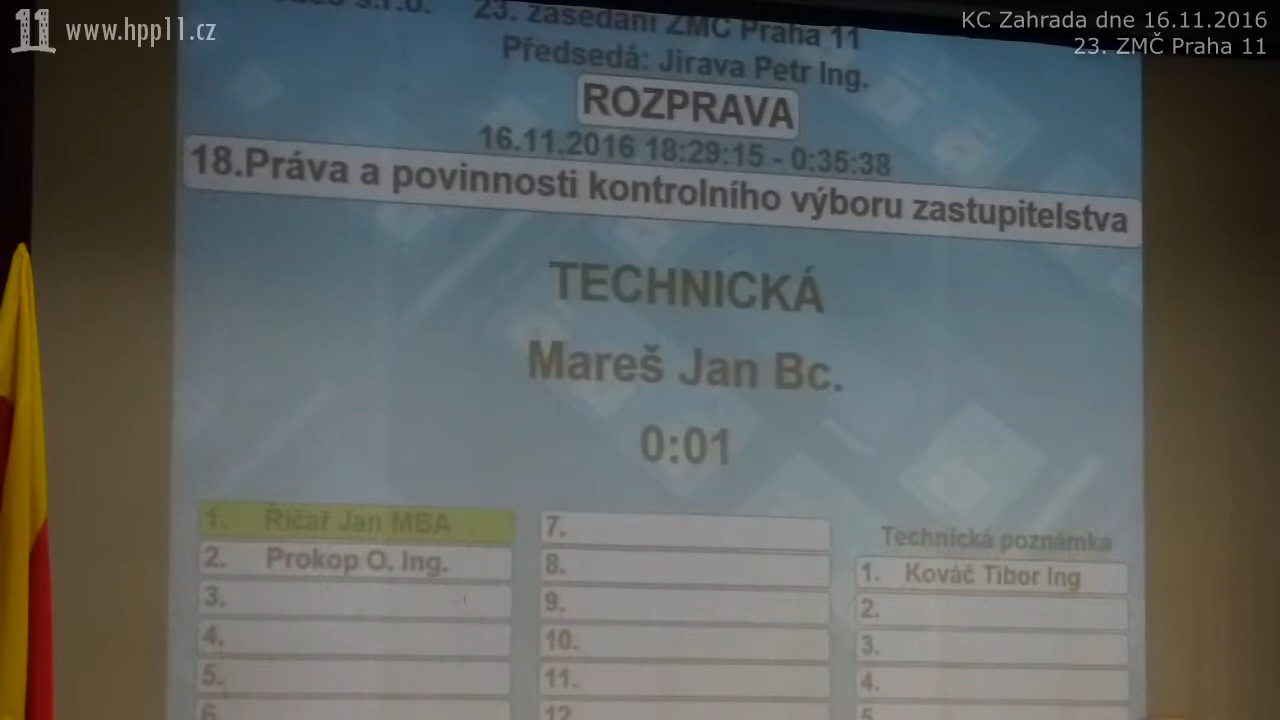 11 www.hpp11.cz
KC Zahrada dne 16.11.2016
23. ZMČ Praha 11
s.r.o.
23. zasedání ZMČ Praha 11
Předsedá: Jirava Petr Ing.
ROZPRAVA
16.11.2016 18:29:15 - 0:35:38
18.Práva a povinnosti kontrolního výboru zastupitelstva
TECHNICKÁ
Mareš Jan Bc.
0:01
1. Řičař Jan MBA
2. Prokop O. Ing.
3.
4.
5.
6.
7.
8.
9.
10.
11.
12
Technická poznámka
1. Kováč Tibor Ing
2.
3.
4.
5